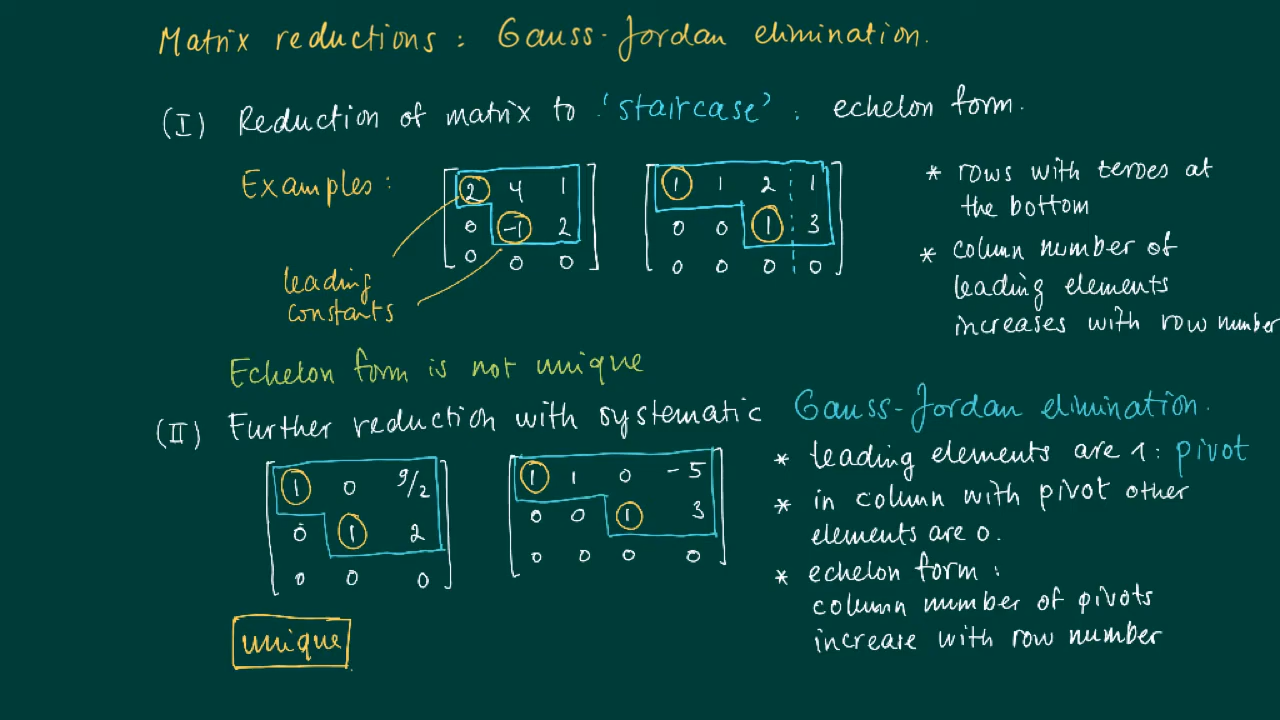 Matrix reductions : Gauss-Jordan elimination.
(I) Reduction of matrix to 'staircase' : echelon form.
Examples :
2 4 1
0 -1 2
0 0 0
1 1 2 1
0 0 1 3
0 0 0 0
leading
constants
* rows with zeroes at
the bottom
* column number of
leading elements
increases with row number
Echelon form is not unique
(II) Further reduction with systematic Gauss-Jordan elimination.
1 0 9/2
0 1 2
0 0 0
1 1 0 -5
0 0 1 3
0 0 0 0
* leading elements are 1: pivot
* in column with pivot other
elements are 0.
* echelon form :
column number of pivots
increase with row number
unique